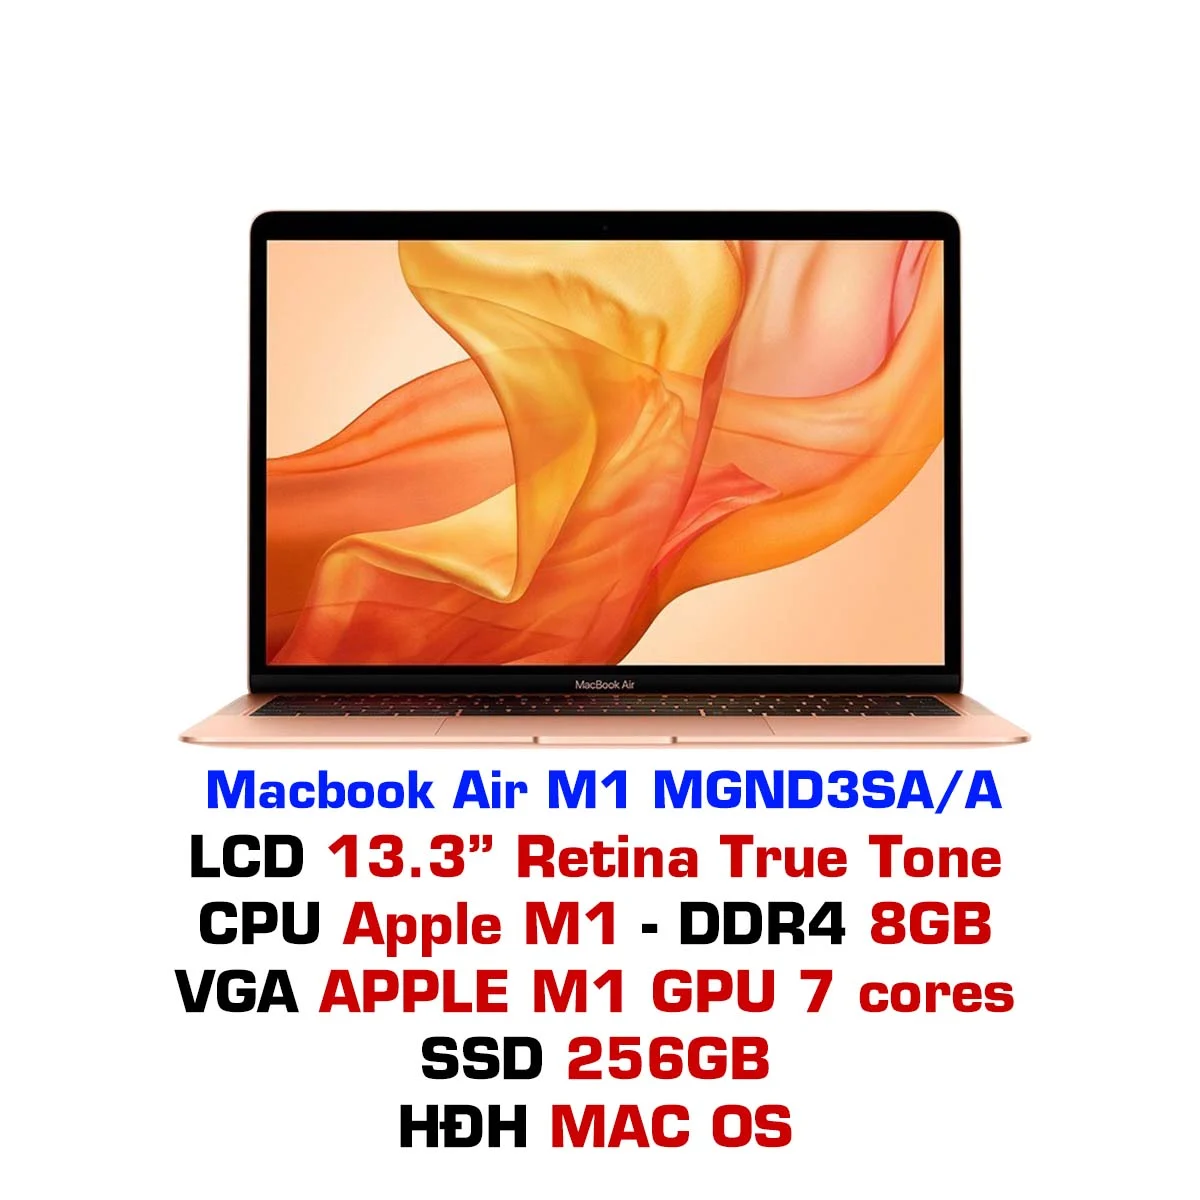 MacBook Air
Macbook Air M1 MGND3SA/A
LCD 13.3” Retina True Tone
CPU Apple M1 - DDR4 8GB
VGA APPLE M1 GPU 7 cores
SSD 256GB
HĐH MAC OS